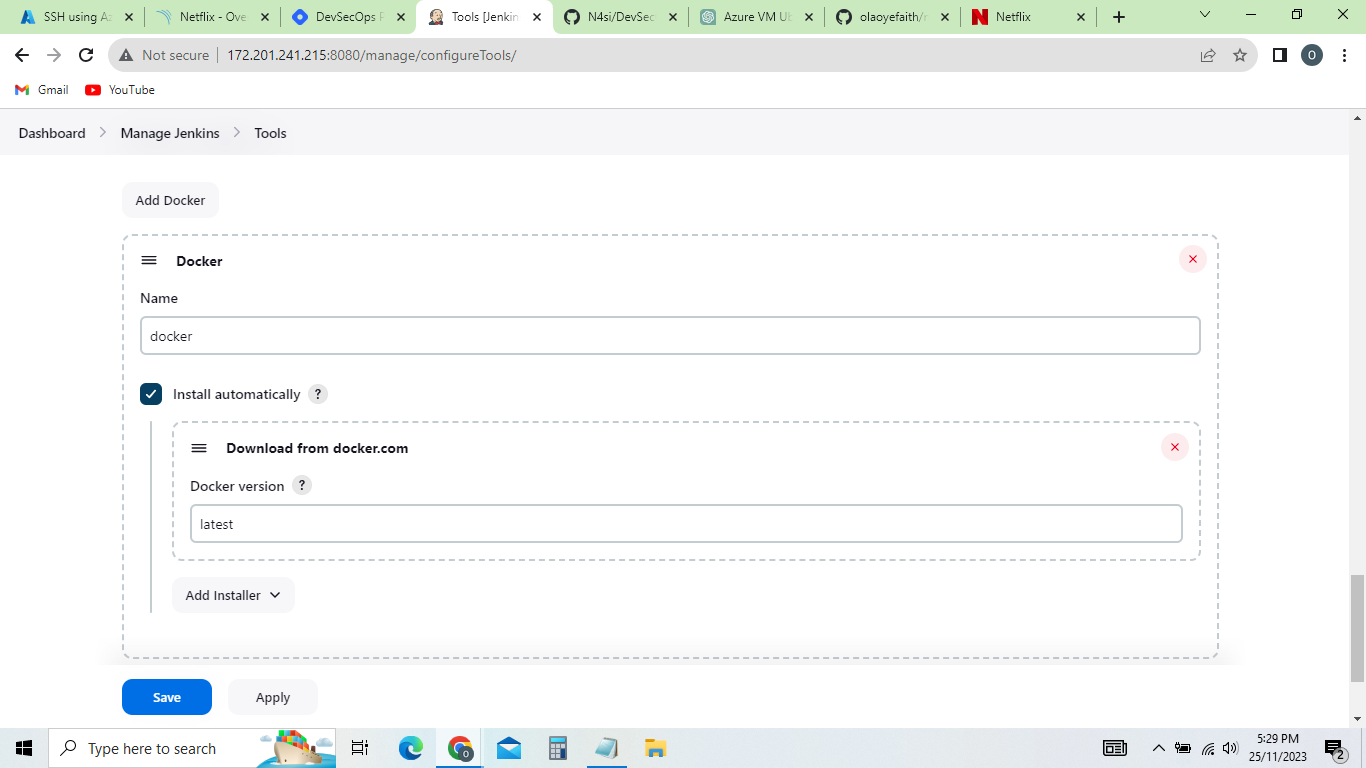 SSH using Az
Netflix - Ove
DevSecOps P
Tools [Jenkin
N4si/DevSec
Azure VM Ub
olaoyefaith/n
Netflix
Not secure
172.201.241.215:8080/manage/configureTools/
O
Gmail
YouTube
Dashboard
Manage Jenkins
Tools
Add Docker
Docker
Name
docker
Install automatically ?
Download from docker.com
Docker version ?
latest
Add Installer
Save
Apply
Type here to search
5:29 PM
25/11/2023
2